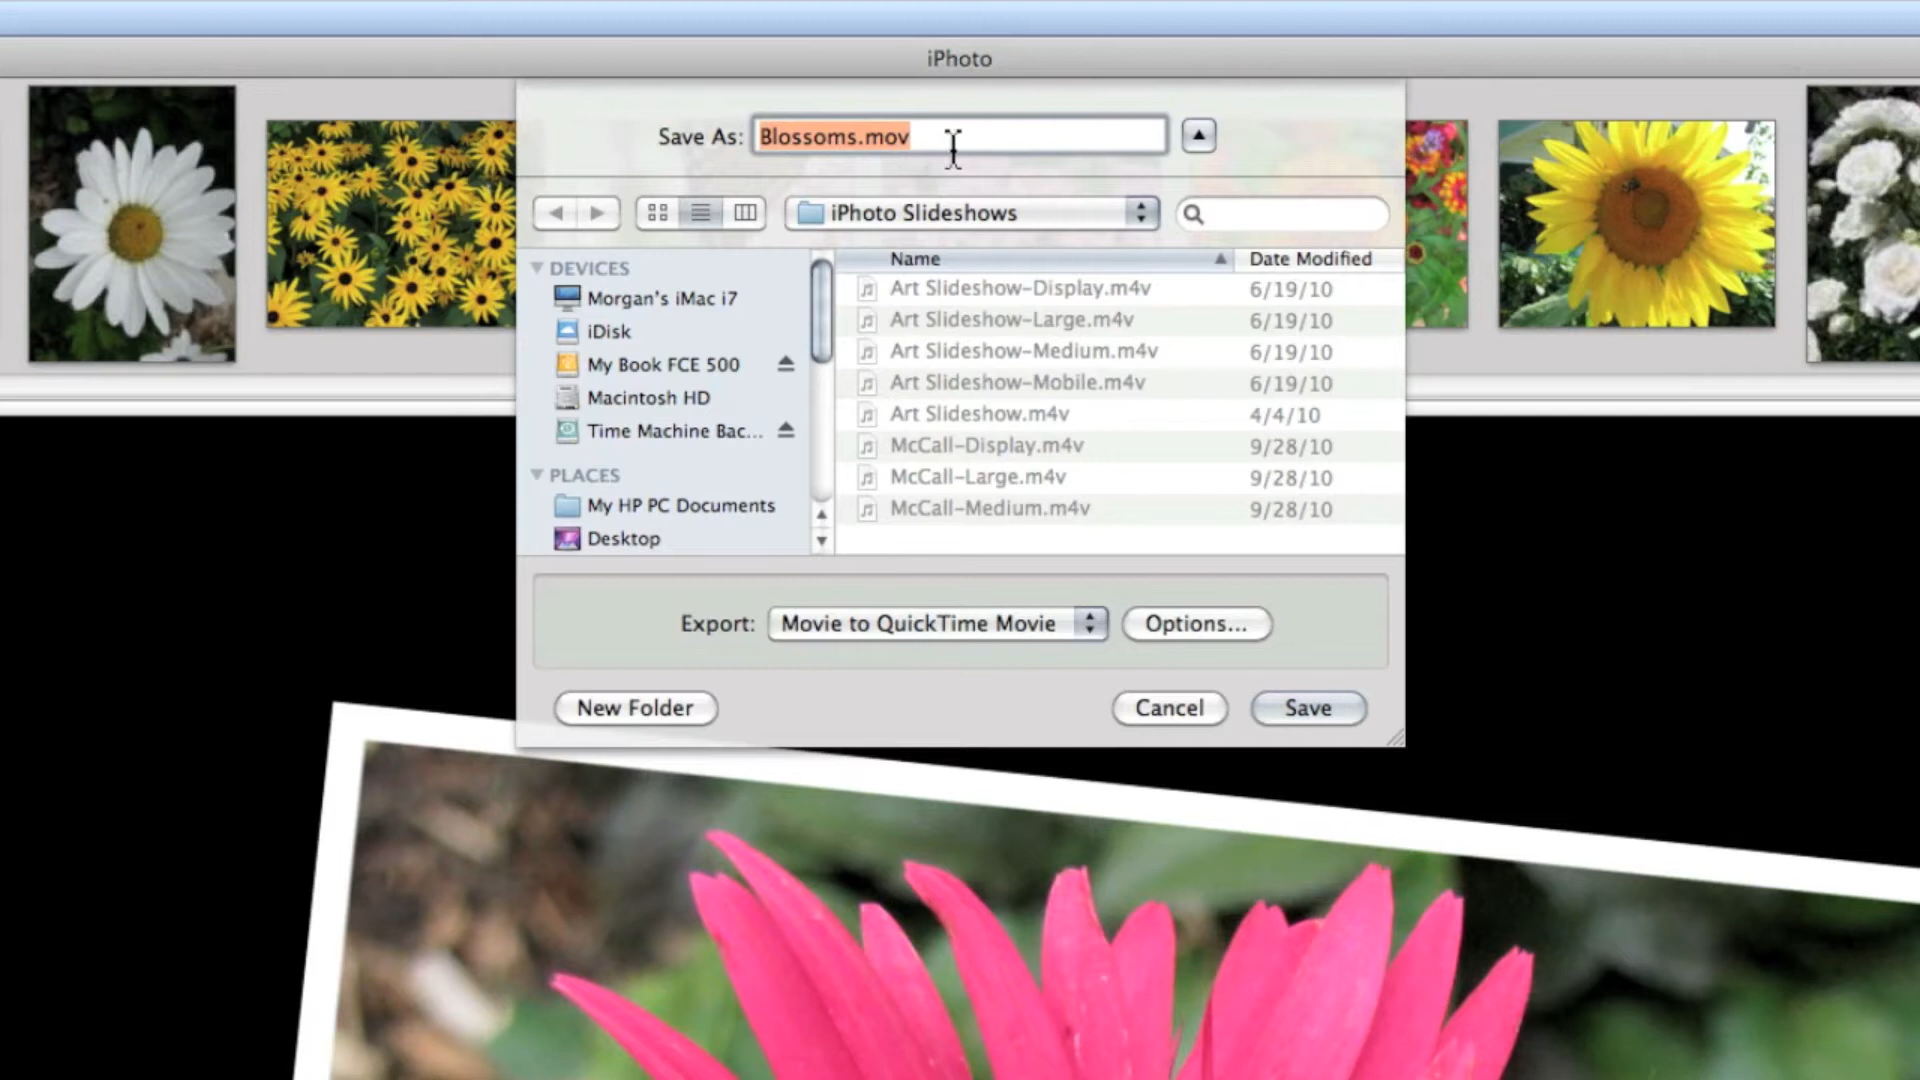 iPhoto
Save As: Blossoms.mov
iPhoto Slideshows
DEVICES
Morgan's iMac i7
iDisk
My Book FCE 500
Macintosh HD
Time Machine Bac...
PLACES
My HP PC Documents
Desktop
Name Date Modified
Art Slideshow-Display.m4v 6/19/10
Art Slideshow-Large.m4v 6/19/10
Art Slideshow-Medium.m4v 6/19/10
Art Slideshow-Mobile.m4v 6/19/10
Art Slideshow.m4v 4/4/10
McCall-Display.m4v 9/28/10
McCall-Large.m4v 9/28/10
McCall-Medium.m4v 9/28/10
Export: Movie to QuickTime Movie Options...
New Folder Cancel Save